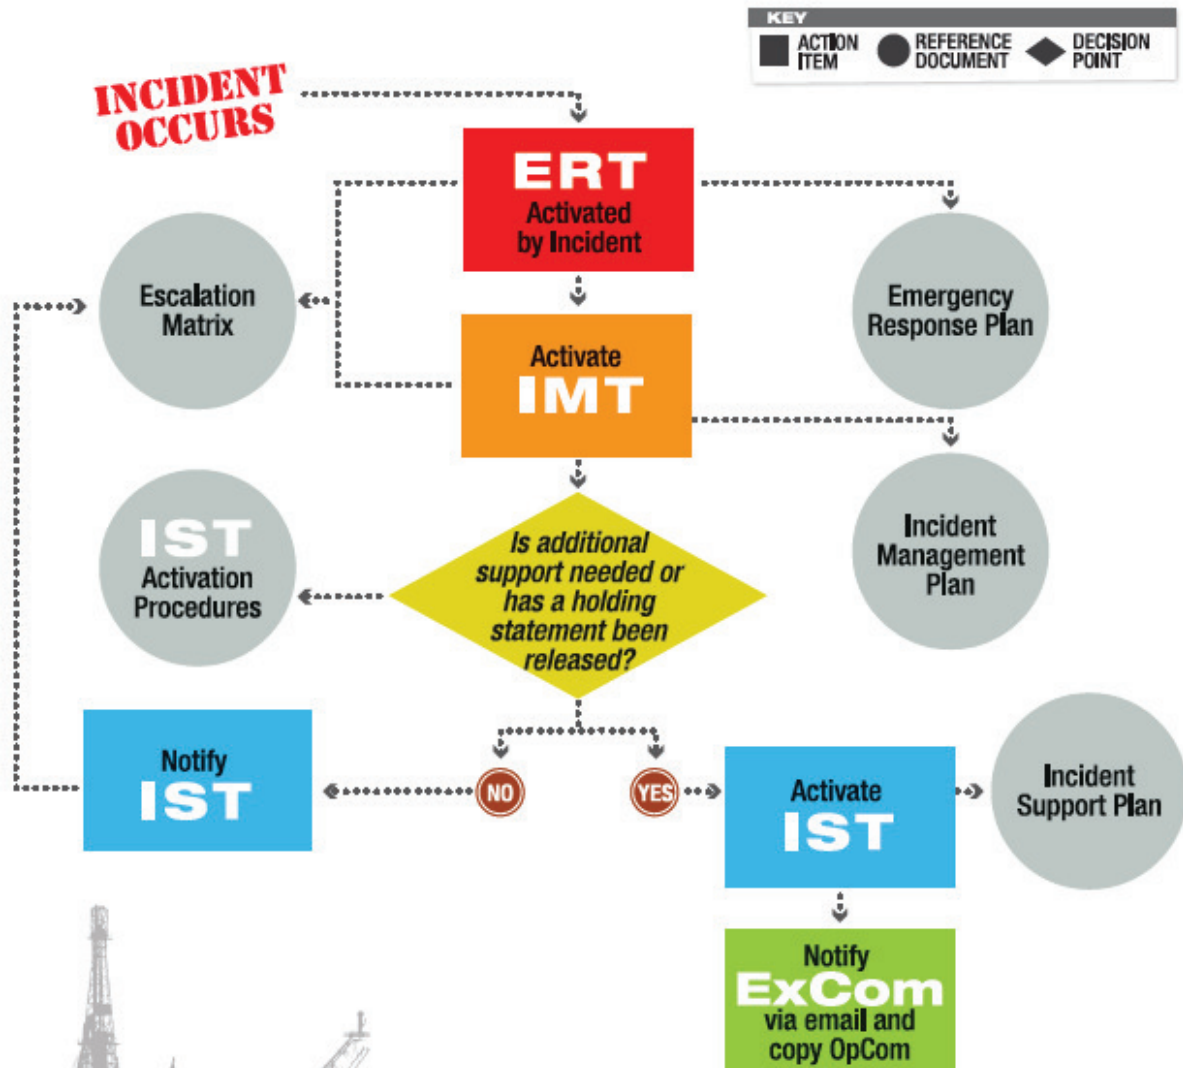 KEY
ACTION
ITEM
REFERENCE
DOCUMENT
DECISION
POINT
INCIDENT
OCCURS
ERT
Activated
by Incident
Escalation
Matrix
Emergency
Response Plan
Activate
IMT
IST
Activation
Procedures
Is additional
support needed or
has a holding
statement been
released?
Incident
Management
Plan
Notify
IST
NO
YES
Activate
IST
Incident
Support Plan
Notify
ExCom
via email and
copy OpCom